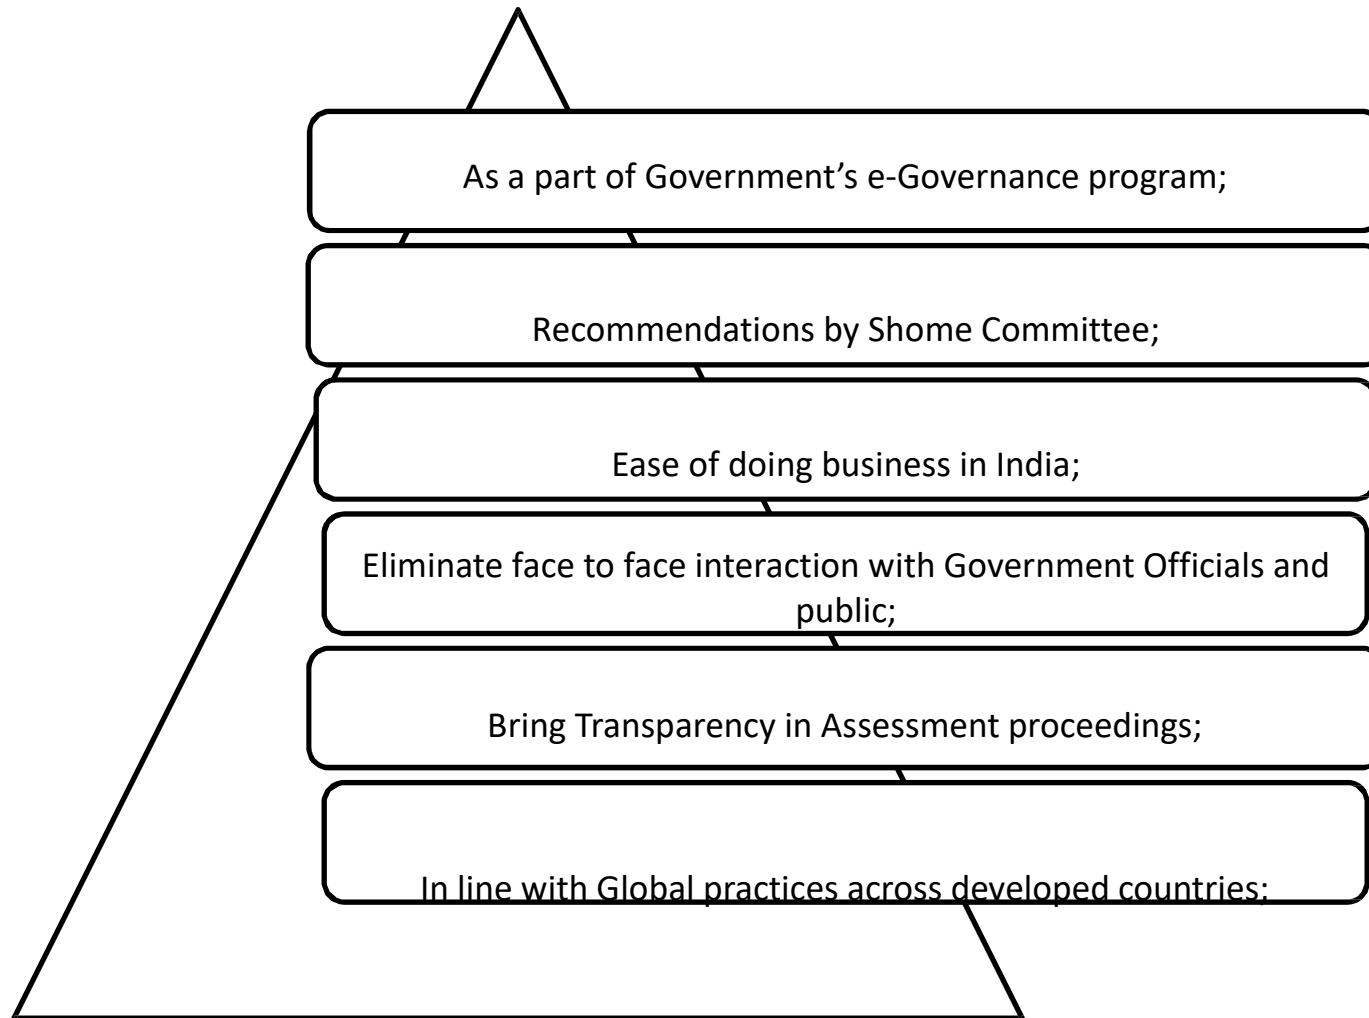 As a part of Government’s e-Governance program;
Recommendations by Shome Committee;
Ease of doing business in India;
Eliminate face to face interaction with Government Officials and
public;
Bring Transparency in Assessment proceedings;
In line with Global practices across developed countries;